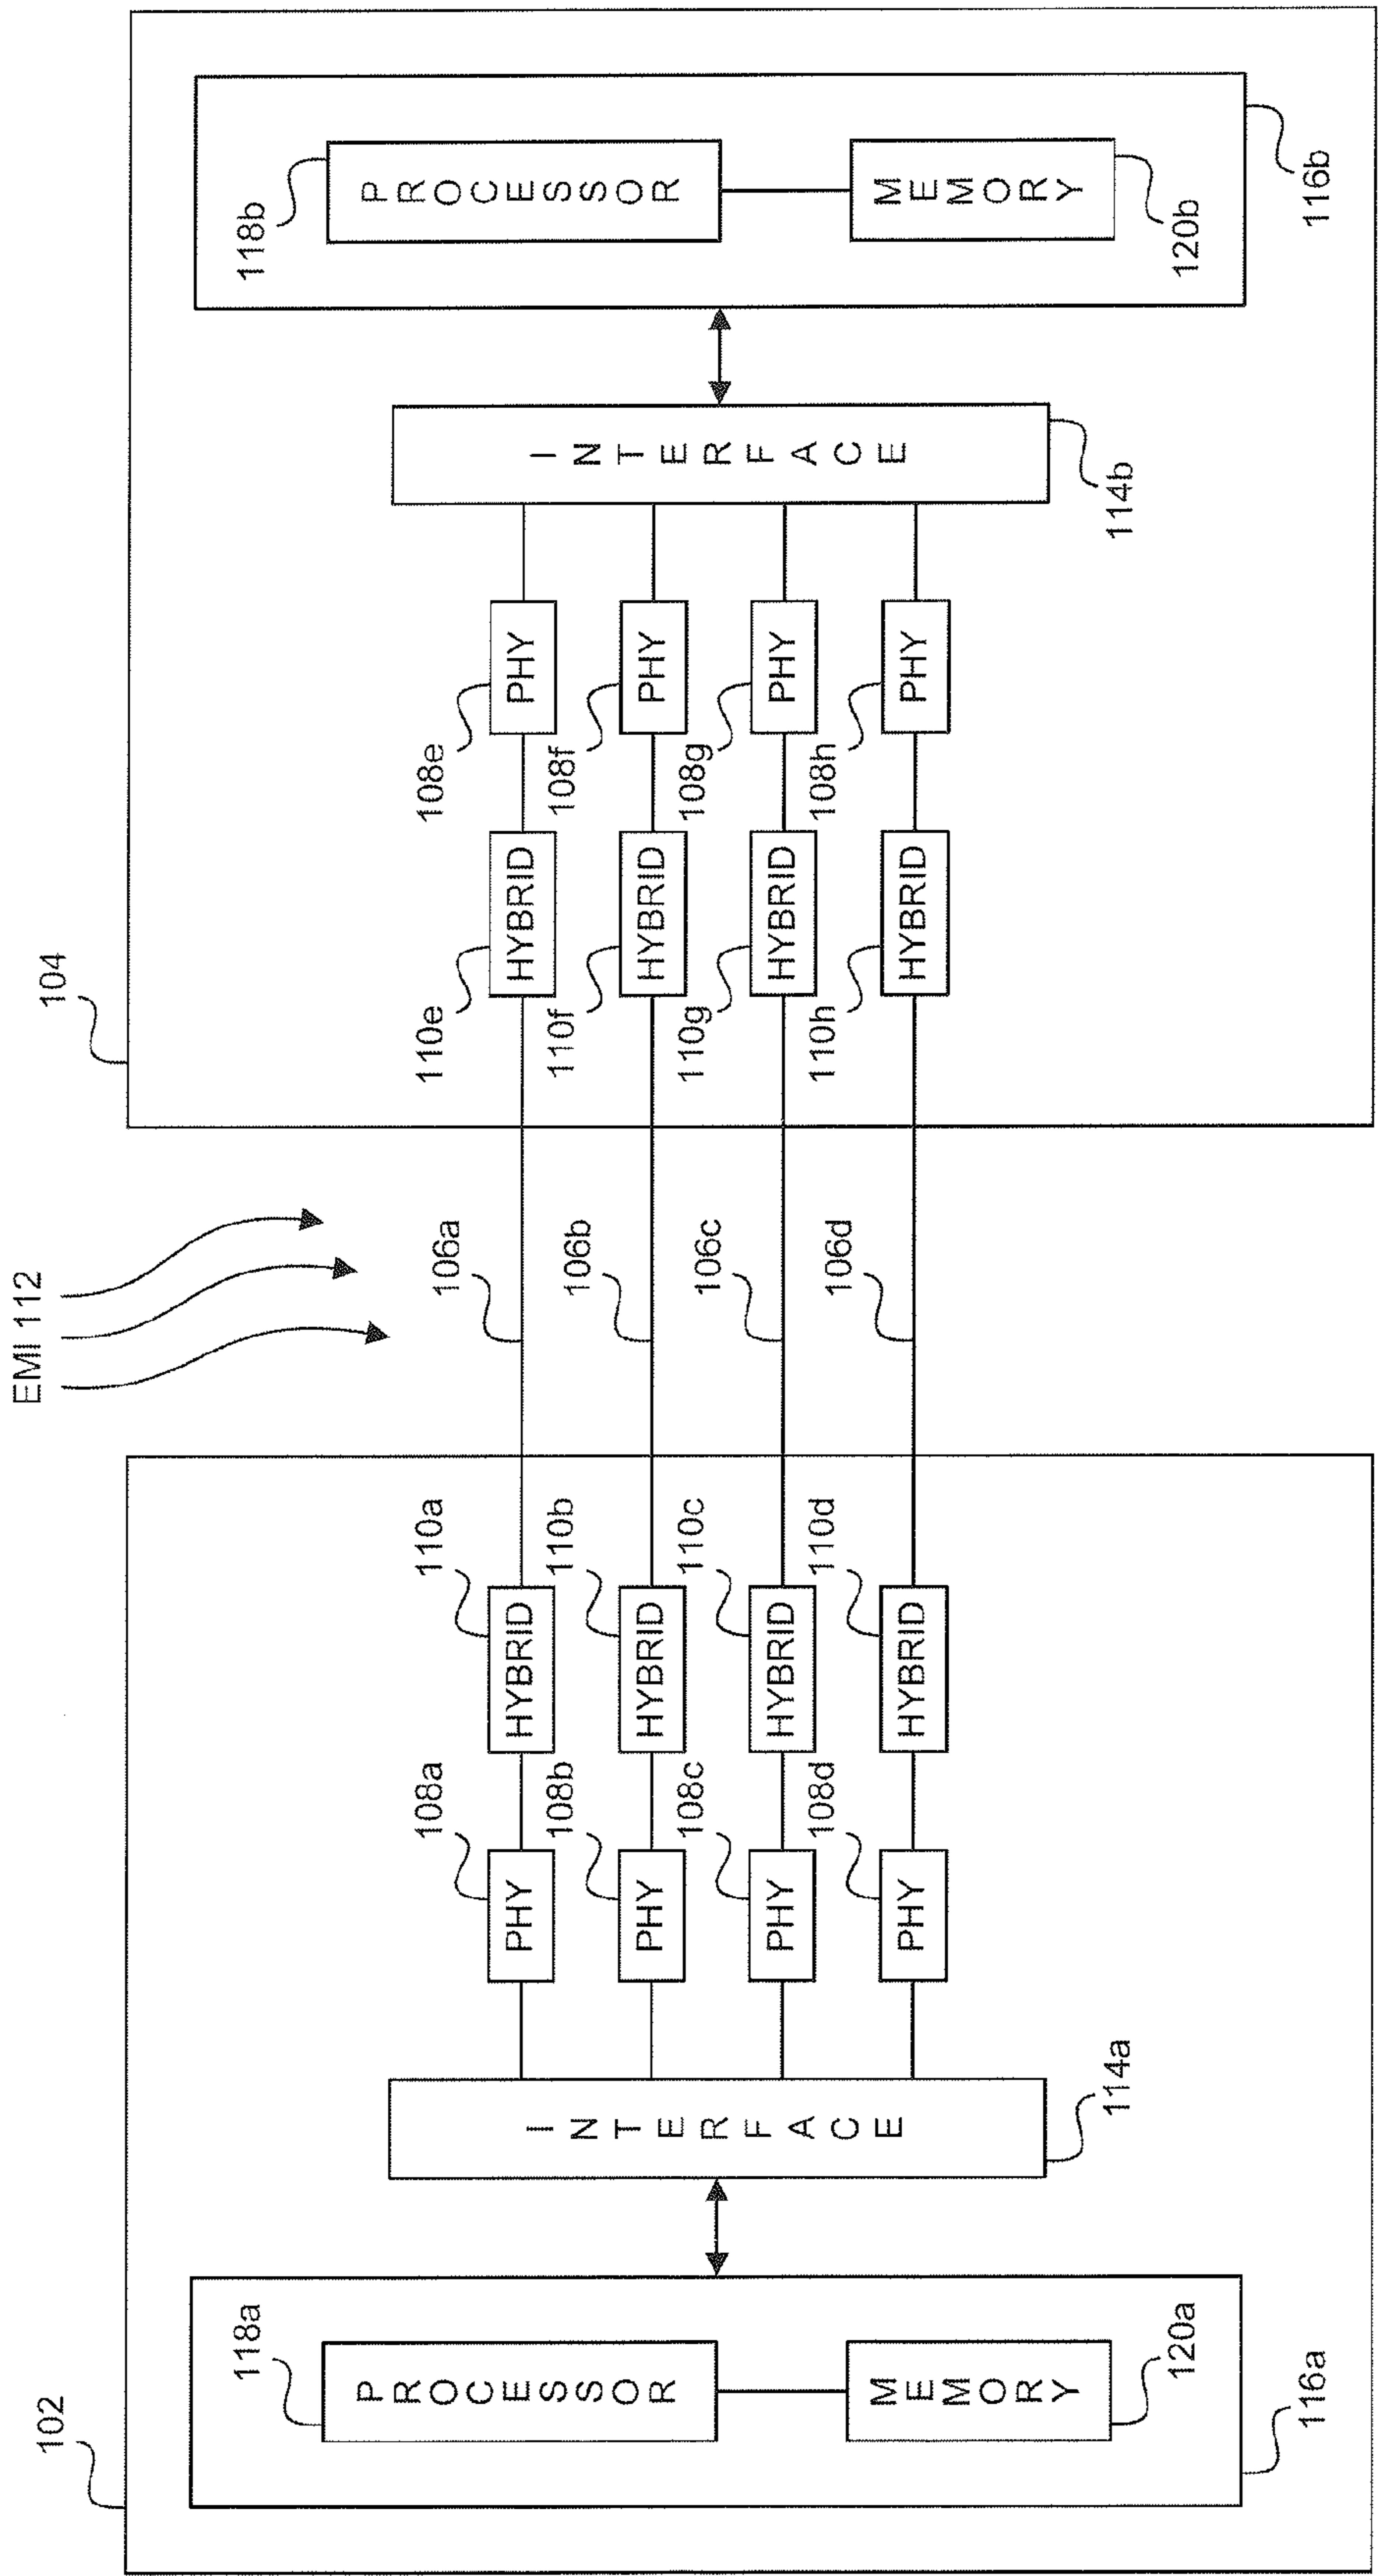 EMI 112
102
104
118a
PROCESSOR
MEMORY
120a
116a
INTERFACE
114a
108a
PHY
110a
HYBRID
106a
110e
HYBRID
108e
PHY
108b
PHY
110b
HYBRID
106b
110f
HYBRID
108f
PHY
108c
PHY
110c
HYBRID
106c
110g
HYBRID
108g
PHY
108d
PHY
110d
HYBRID
106d
110h
HYBRID
108h
PHY
INTERFACE
114b
118b
PROCESSOR
MEMORY
120b
116b